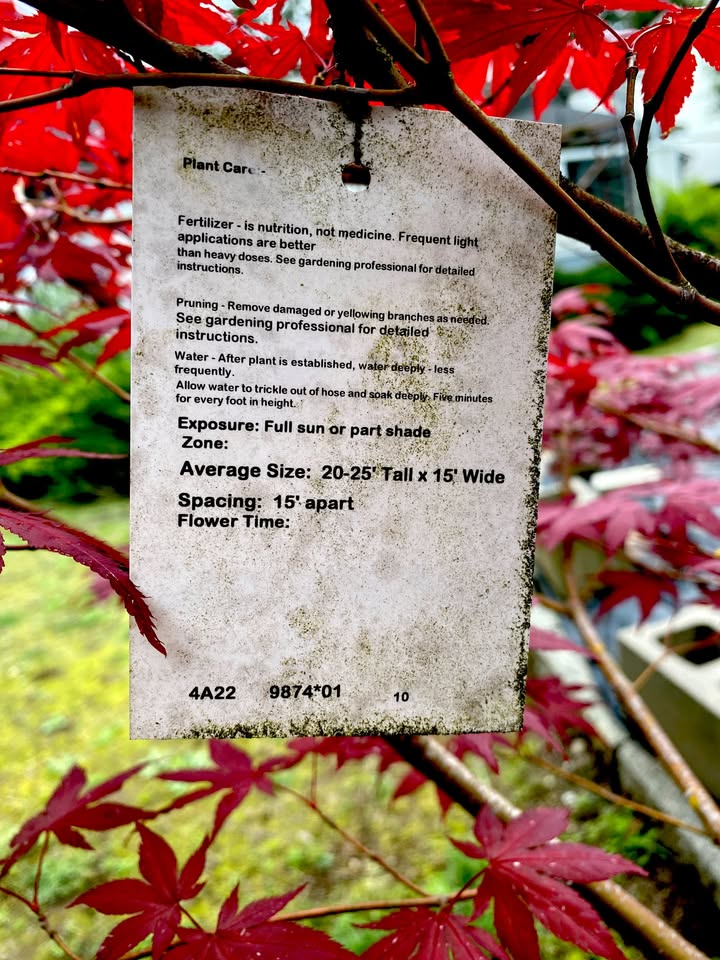 Plant Care -
Fertilizer - is nutrition, not medicine. Frequent light
applications are better
than heavy doses. See gardening professional for detailed
instructions.
Pruning - Remove damaged or yellowing branches as needed.
See gardening professional for detailed
instructions.
Water - After plant is established, water deeply - less
frequently.
Allow water to trickle out of hose and soak deeply. Five minutes
for every foot in height.
Exposure: Full sun or part shade
Zone:
Average Size: 20-25' Tall x 15' Wide
Spacing: 15' apart
Flower Time:
4A22 9874*01 10